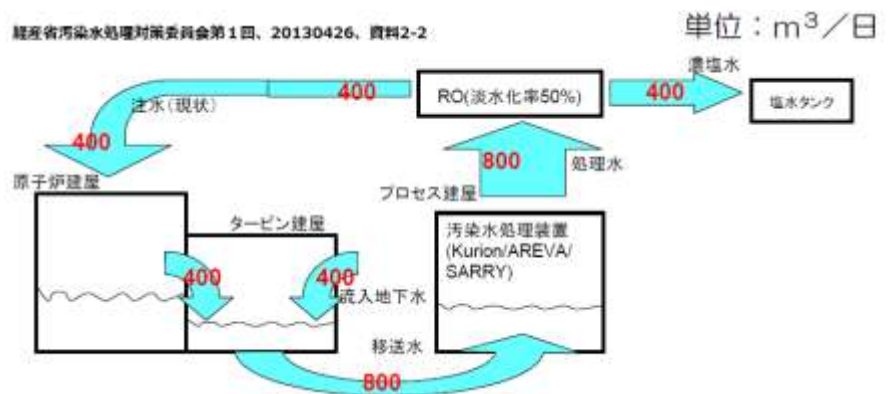 経産省汚染水処理対策委員会第1回、20130426、資料2-2
単位：m³／日
濃塩水
400
RO(淡水化率50%)
400
塩水タンク
注水(現状)
400
800
処理水
原子炉建屋
プロセス建屋
タービン建屋
汚染水処理装置
(Kurion/AREVA/
SARRY)
400
400
流入地下水
移送水
800